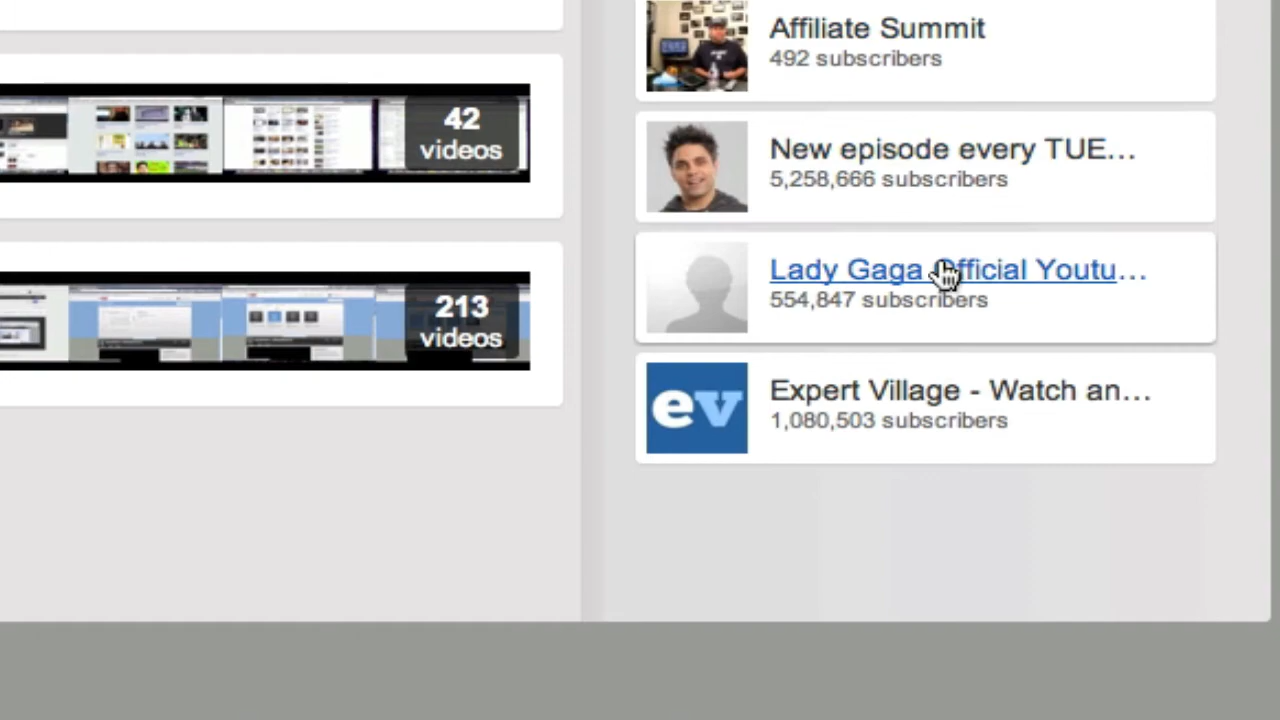 42
videos
213
videos
Affiliate Summit
492 subscribers
New episode every TUE...
5,258,666 subscribers
Lady Gaga Official Youtu...
554,847 subscribers
ev
Expert Village - Watch an...
1,080,503 subscribers